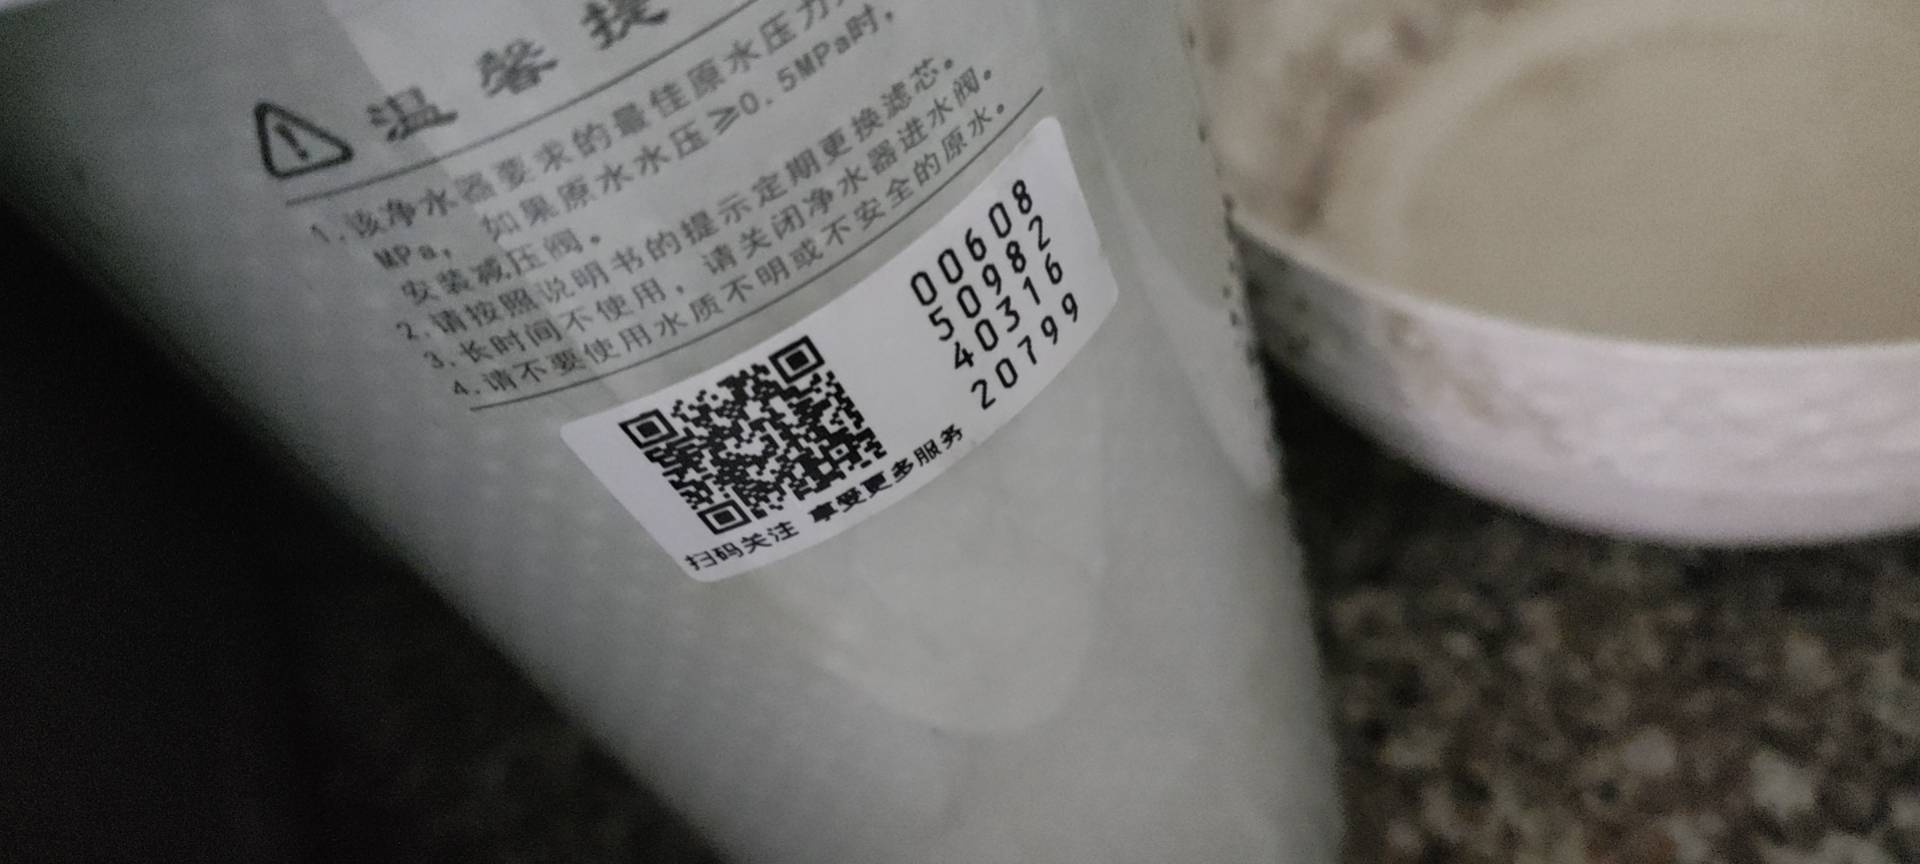 温馨提
1.该净水器要求的最佳原水压力
MPa, 如果原水水压≥0.5MPa时,
安装减压阀。
2.请按照说明书的提示定期更换滤芯。
3.长时间不使用, 请关闭净水器进水阀。
4.请不要使用水质不明或不安全的原水。
00608
50982
40316
20799
扫码关注 享受更多服务